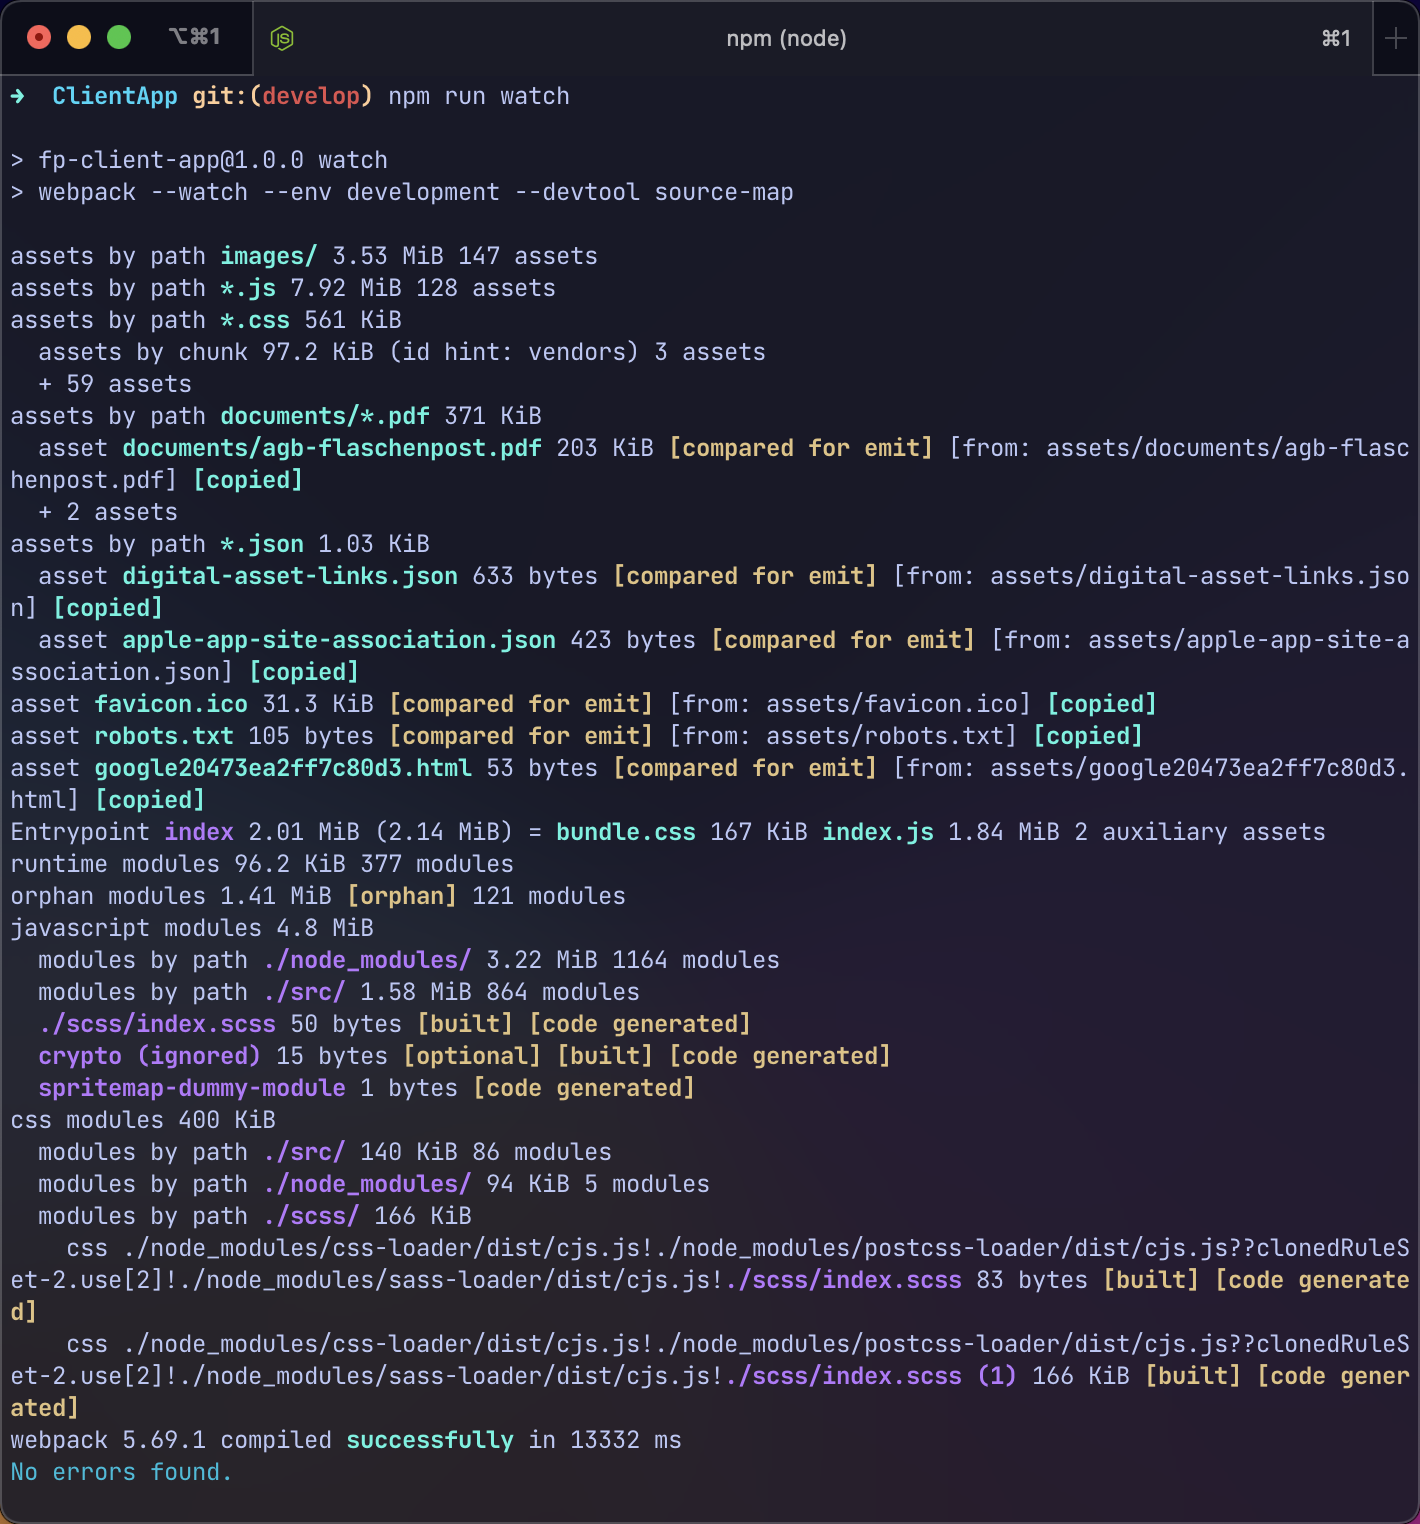 ⌥⌘1
npm (node)
⌘1
➜  ClientApp git:(develop) npm run watch
> fp-client-app@1.0.0 watch
> webpack --watch --env development --devtool source-map
assets by path images/ 3.53 MiB 147 assets
assets by path *.js 7.92 MiB 128 assets
assets by path *.css 561 KiB
  assets by chunk 97.2 KiB (id hint: vendors) 3 assets
  + 59 assets
assets by path documents/*.pdf 371 KiB
  asset documents/agb-flaschenpost.pdf 203 KiB [compared for emit] [from: assets/documents/agb-flasc
henpost.pdf] [copied]
  + 2 assets
assets by path *.json 1.03 KiB
  asset digital-asset-links.json 633 bytes [compared for emit] [from: assets/digital-asset-links.jso
n] [copied]
  asset apple-app-site-association.json 423 bytes [compared for emit] [from: assets/apple-app-site-a
ssociation.json] [copied]
asset favicon.ico 31.3 KiB [compared for emit] [from: assets/favicon.ico] [copied]
asset robots.txt 105 bytes [compared for emit] [from: assets/robots.txt] [copied]
asset google20473ea2ff7c80d3.html 53 bytes [compared for emit] [from: assets/google20473ea2ff7c80d3.
html] [copied]
Entrypoint index 2.01 MiB (2.14 MiB) = bundle.css 167 KiB index.js 1.84 MiB 2 auxiliary assets
runtime modules 96.2 KiB 377 modules
orphan modules 1.41 MiB [orphan] 121 modules
javascript modules 4.8 MiB
  modules by path ./node_modules/ 3.22 MiB 1164 modules
  modules by path ./src/ 1.58 MiB 864 modules
  ./scss/index.scss 50 bytes [built] [code generated]
  crypto (ignored) 15 bytes [optional] [built] [code generated]
  spritemap-dummy-module 1 bytes [code generated]
css modules 400 KiB
  modules by path ./src/ 140 KiB 86 modules
  modules by path ./node_modules/ 94 KiB 5 modules
  modules by path ./scss/ 166 KiB
    css ./node_modules/css-loader/dist/cjs.js!./node_modules/postcss-loader/dist/cjs.js??clonedRuleS
et-2.use[2]!./node_modules/sass-loader/dist/cjs.js!./scss/index.scss 83 bytes [built] [code generate
d]
    css ./node_modules/css-loader/dist/cjs.js!./node_modules/postcss-loader/dist/cjs.js??clonedRuleS
et-2.use[2]!./node_modules/sass-loader/dist/cjs.js!./scss/index.scss (1) 166 KiB [built] [code gener
ated]
webpack 5.69.1 compiled successfully in 13332 ms
No errors found.